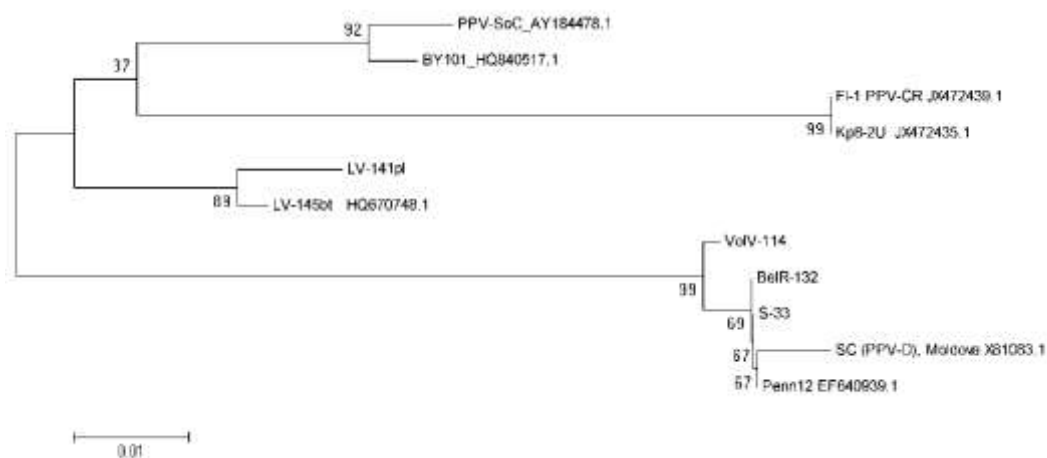 92
PPV-SoC_AY184478.1
BY101_HQ840517.1
37
FI-1 PPV-CR JX472439.1
99
Kp6-2U JX472435.1
LV-141pl
89
LV-145bt HQ670748.1
VolV-114
99
BelR-132
69
S-33
67
SC (PPV-D), Moldova X81083.1
67
Penn12 EF640939.1
0.01